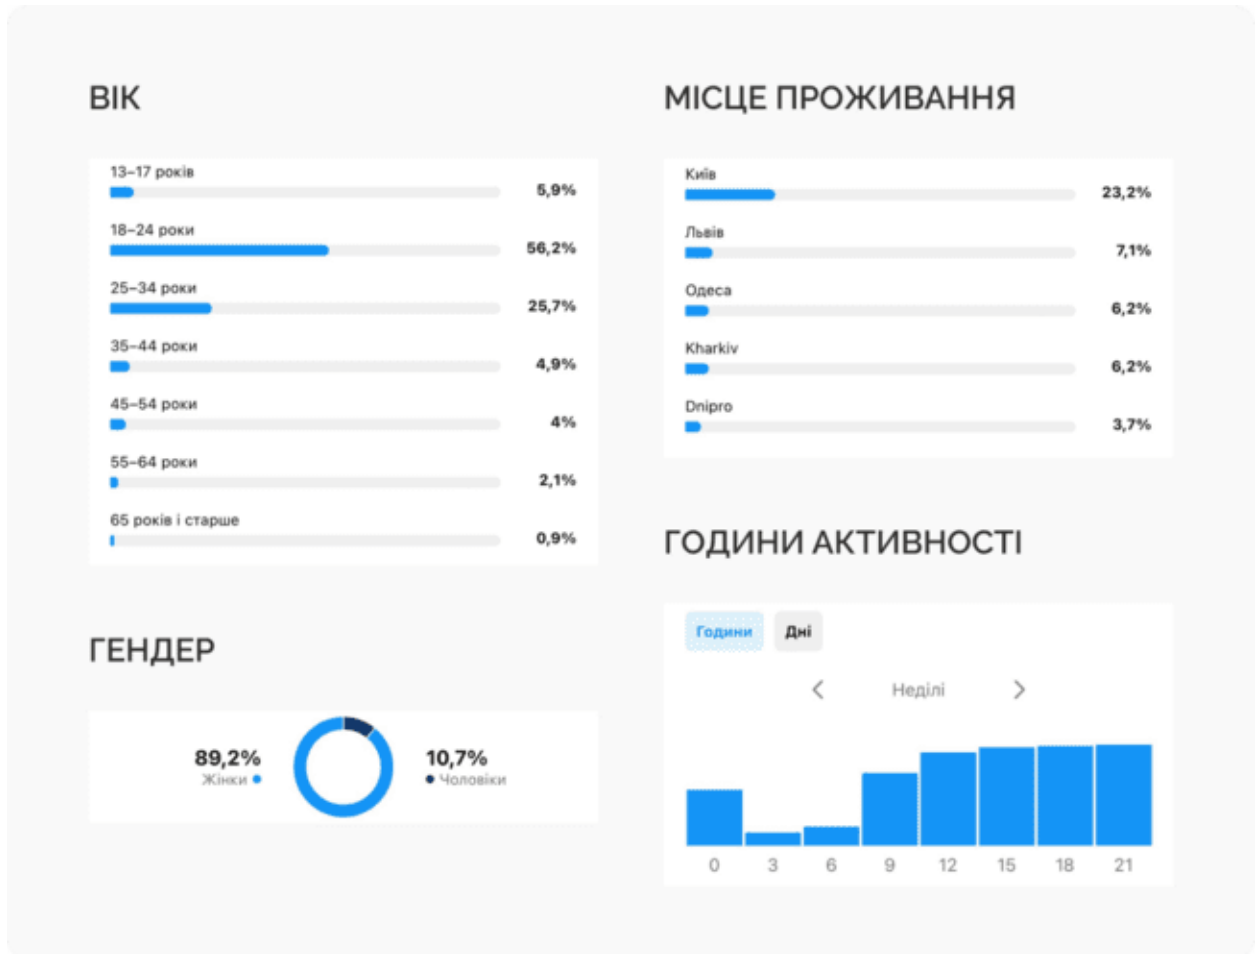 ВІК
13–17 років
5,9%
18–24 роки
56,2%
25–34 роки
25,7%
35–44 роки
4,9%
45–54 роки
4%
55–64 роки
2,1%
65 років і старше
0,9%
ГЕНДЕР
89,2%
Жінки
10,7%
Чоловіки
МІСЦЕ ПРОЖИВАННЯ
Київ
23,2%
Львів
7,1%
Одеса
6,2%
Kharkiv
6,2%
Dnipro
3,7%
ГОДИНИ АКТИВНОСТІ
Години Дні
Неділі
0 3 6 9 12 15 18 21